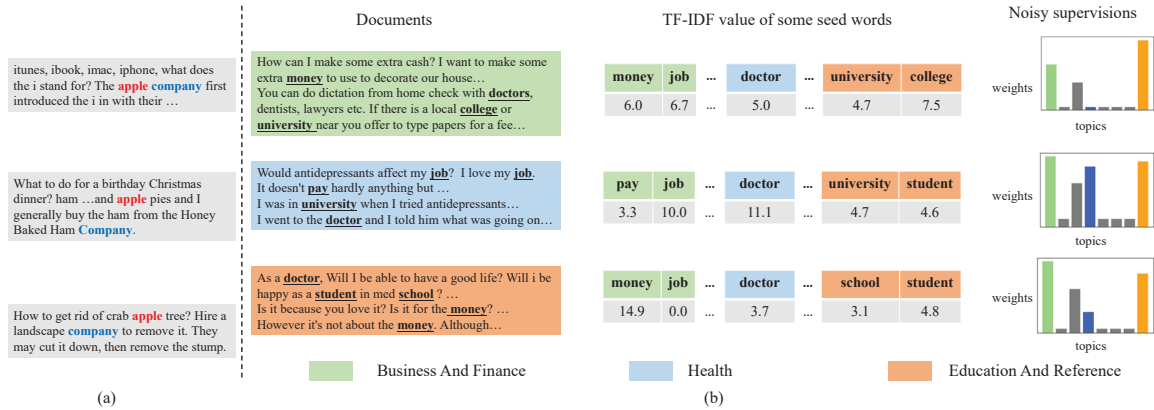 Documents
TF-IDF value of some seed words
Noisy supervisions
itunes, ibook, imac, iphone, what does
the i stand for? The apple company first
introduced the i in with their …
What to do for a birthday Christmas
dinner? ham …and apple pies and I
generally buy the ham from the Honey
Baked Ham Company.
How to get rid of crab apple tree? Hire a
landscape company to remove it. They
may cut it down, then remove the stump.
(a)
How can I make some extra cash? I want to make some
extra money to use to decorate our house…
You can do dictation from home check with doctors,
dentists, lawyers etc. If there is a local college or
university near you offer to type papers for a fee…
money job ... doctor ... university college
6.0 6.7 ... 5.0 ... 4.7 7.5
weights
topics
Would antidepressants affect my job? I love my job.
It doesn't pay hardly anything but …
I was in university when I tried antidepressants…
I went to the doctor and I told him what was going on…
pay job ... doctor ... university student
3.3 10.0 ... 11.1 ... 4.7 4.6
weights
topics
As a doctor, Will I be able to have a good life? Will i be
happy as a student in med school ? …
Is it because you love it? Is it for the money? …
However it's not about the money. Although…
money job ... doctor ... school student
14.9 0.0 ... 3.7 ... 3.1 4.8
weights
topics
Business And Finance
Health
Education And Reference
(b)